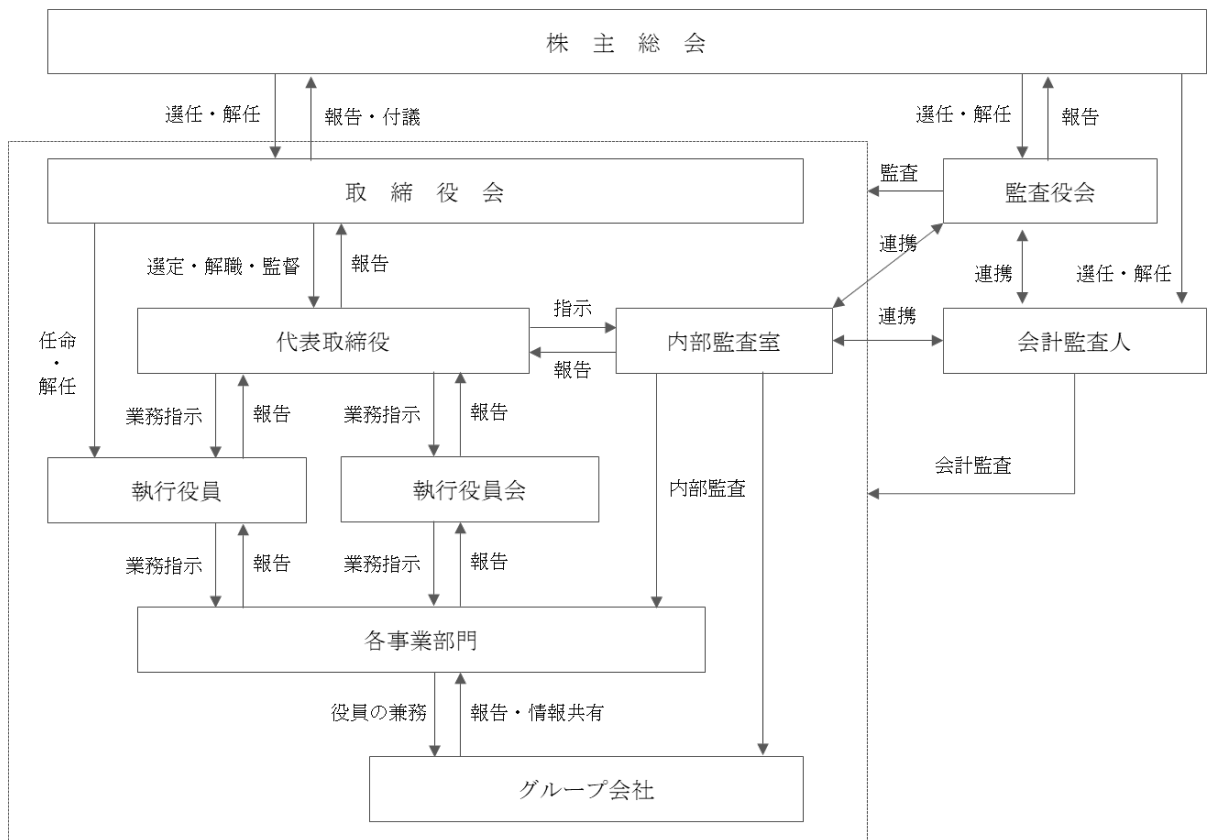 株　主　総　会
選任・解任
報告・付議
選任・解任
報告
取　締　役　会
監査
監査役会
選定・解職・監督
報告
連携
連携
選任・解任
任命
・
解任
代表取締役
指示
報告
内部監査室
連携
会計監査人
業務指示
報告
業務指示
報告
執行役員
執行役員会
内部監査
会計監査
業務指示
報告
業務指示
報告
各事業部門
役員の兼務
報告・情報共有
グループ会社